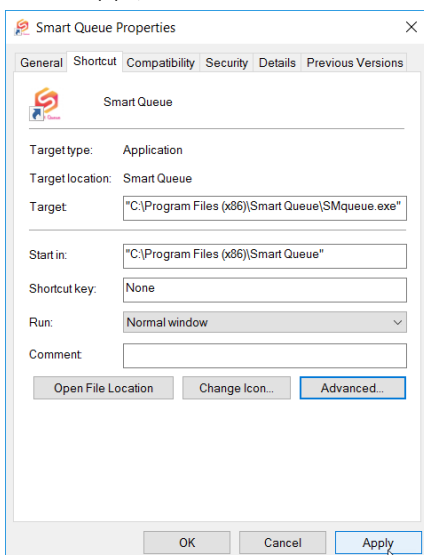 Smart Queue Properties
General Shortcut Compatibility Security Details Previous Versions
Smart Queue
Target type: Application
Target location: Smart Queue
Target: "C:\Program Files (x86)\Smart Queue\SMqueue.exe"
Start in: "C:\Program Files (x86)\Smart Queue"
Shortcut key: None
Run: Normal window
Comment:
Open File Location Change Icon... Advanced...
OK Cancel Apply